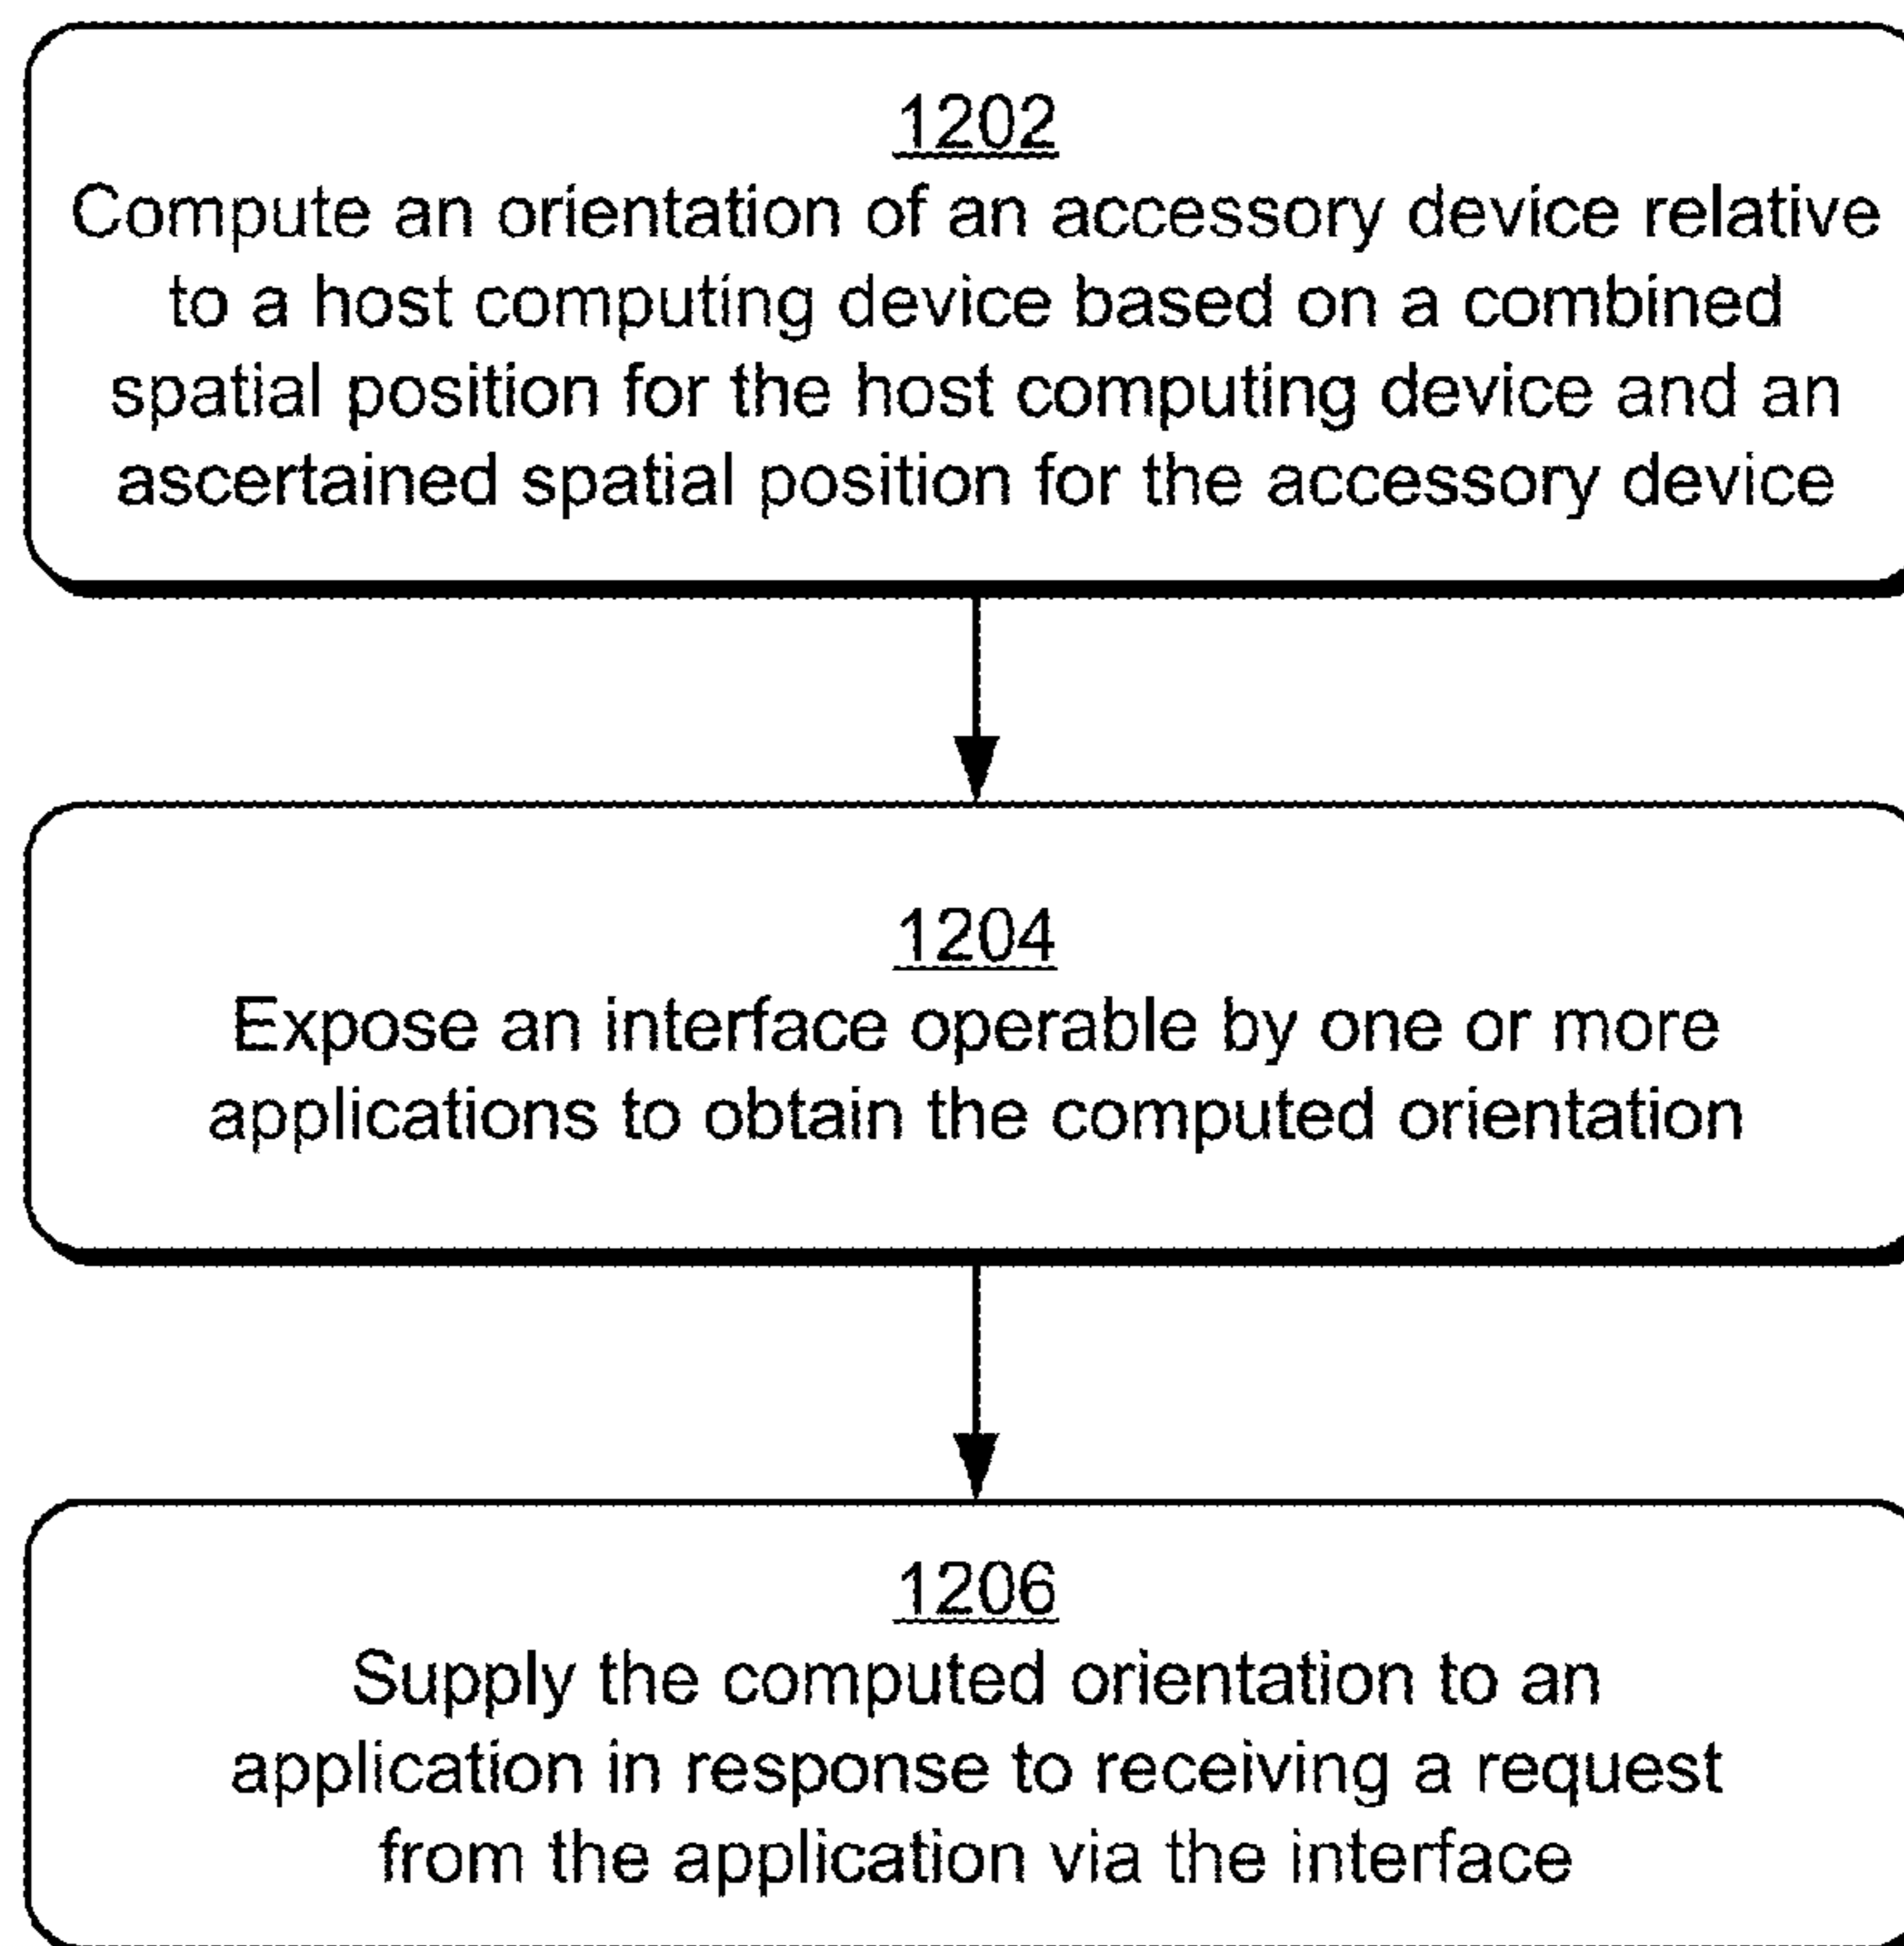 1202
Compute an orientation of an accessory device relative
to a host computing device based on a combined
spatial position for the host computing device and an
ascertained spatial position for the accessory device
1204
Expose an interface operable by one or more
applications to obtain the computed orientation
1206
Supply the computed orientation to an
application in response to receiving a request
from the application via the interface